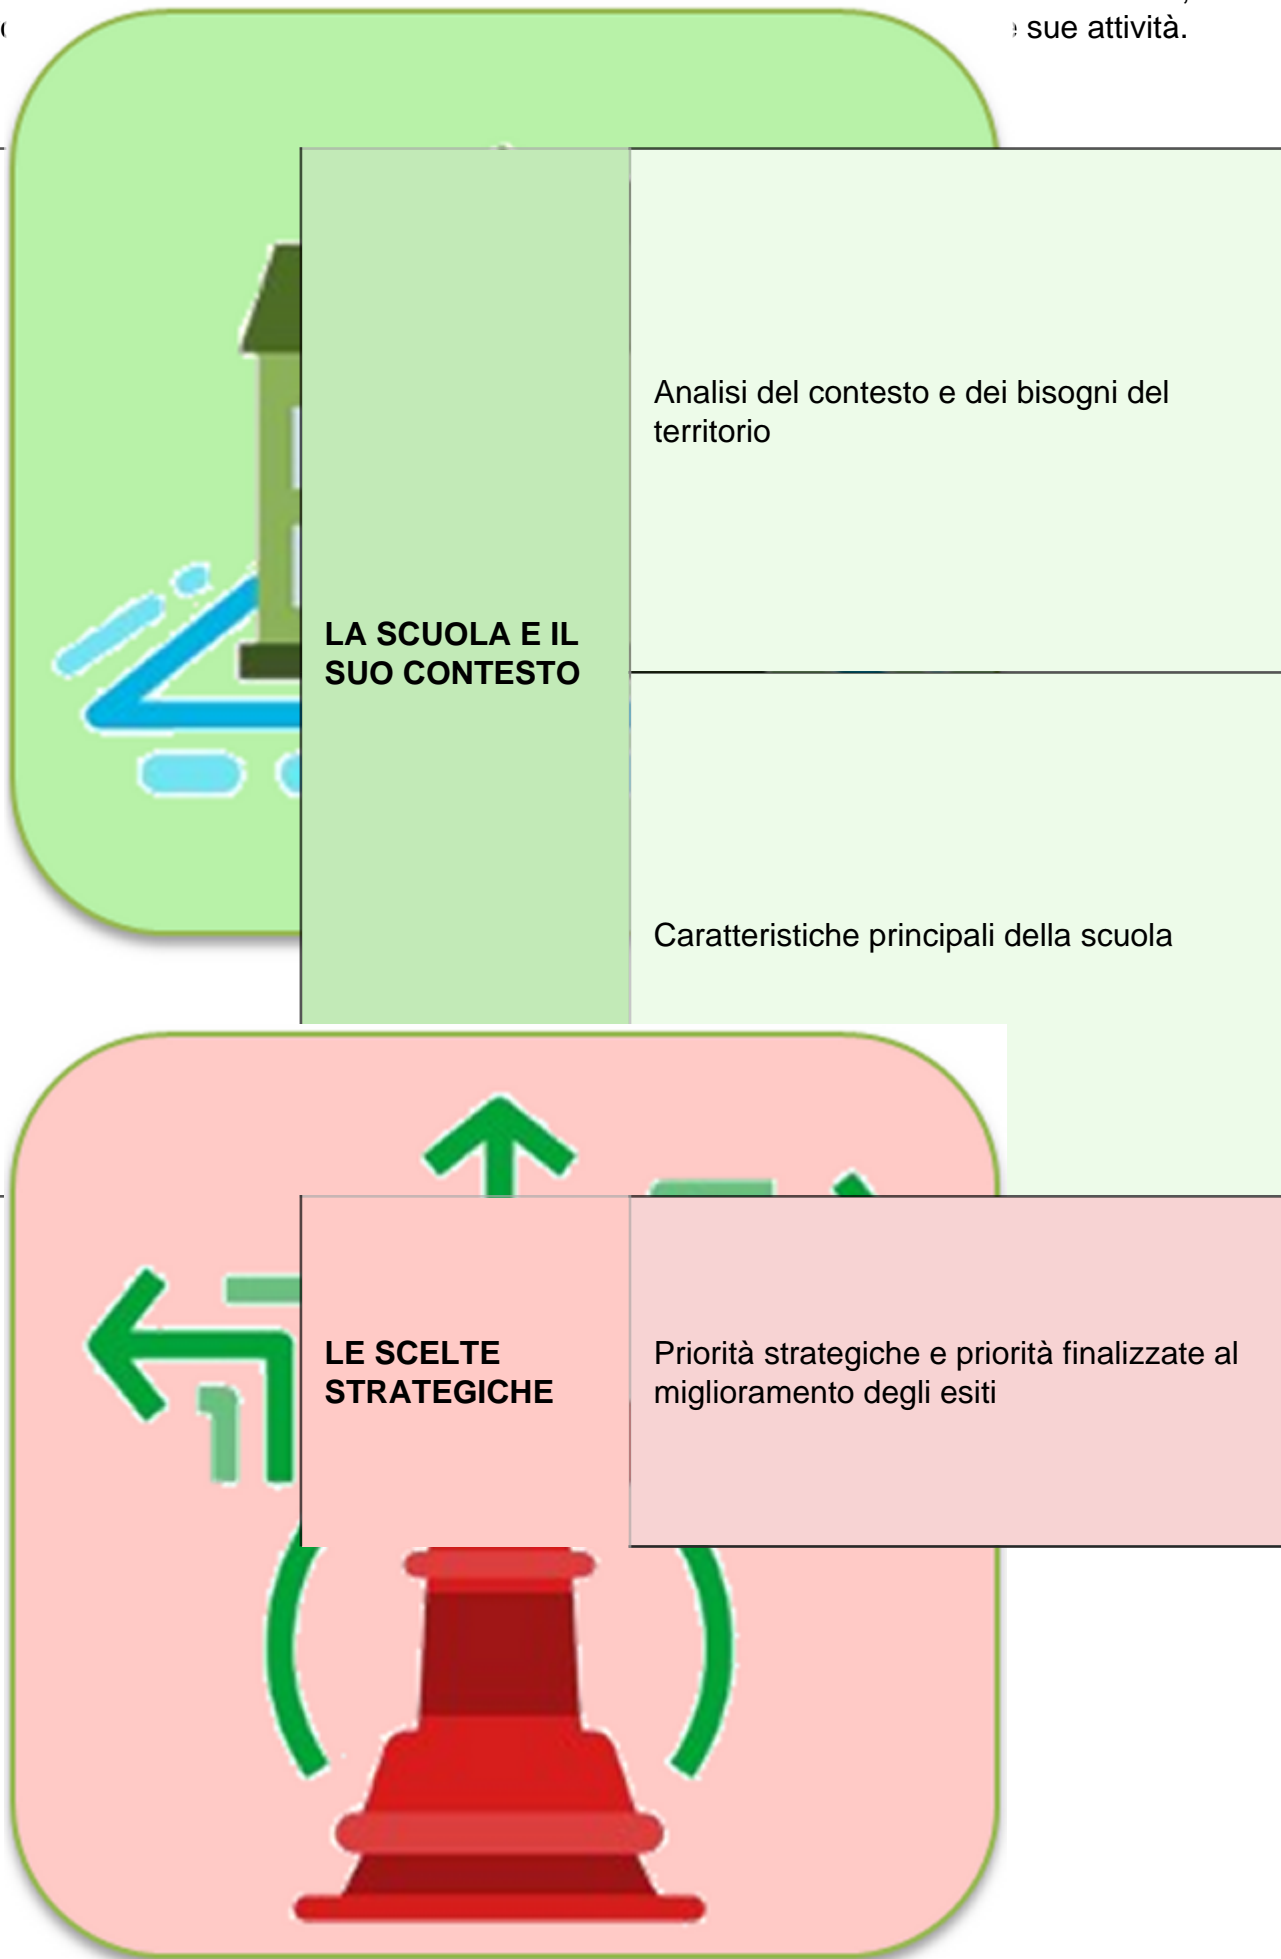 sue attività.
Analisi del contesto e dei bisogni del
territorio
LA SCUOLA E IL
SUO CONTESTO
Caratteristiche principali della scuola
LE SCELTE
STRATEGICHE
Priorità strategiche e priorità finalizzate al
miglioramento degli esiti